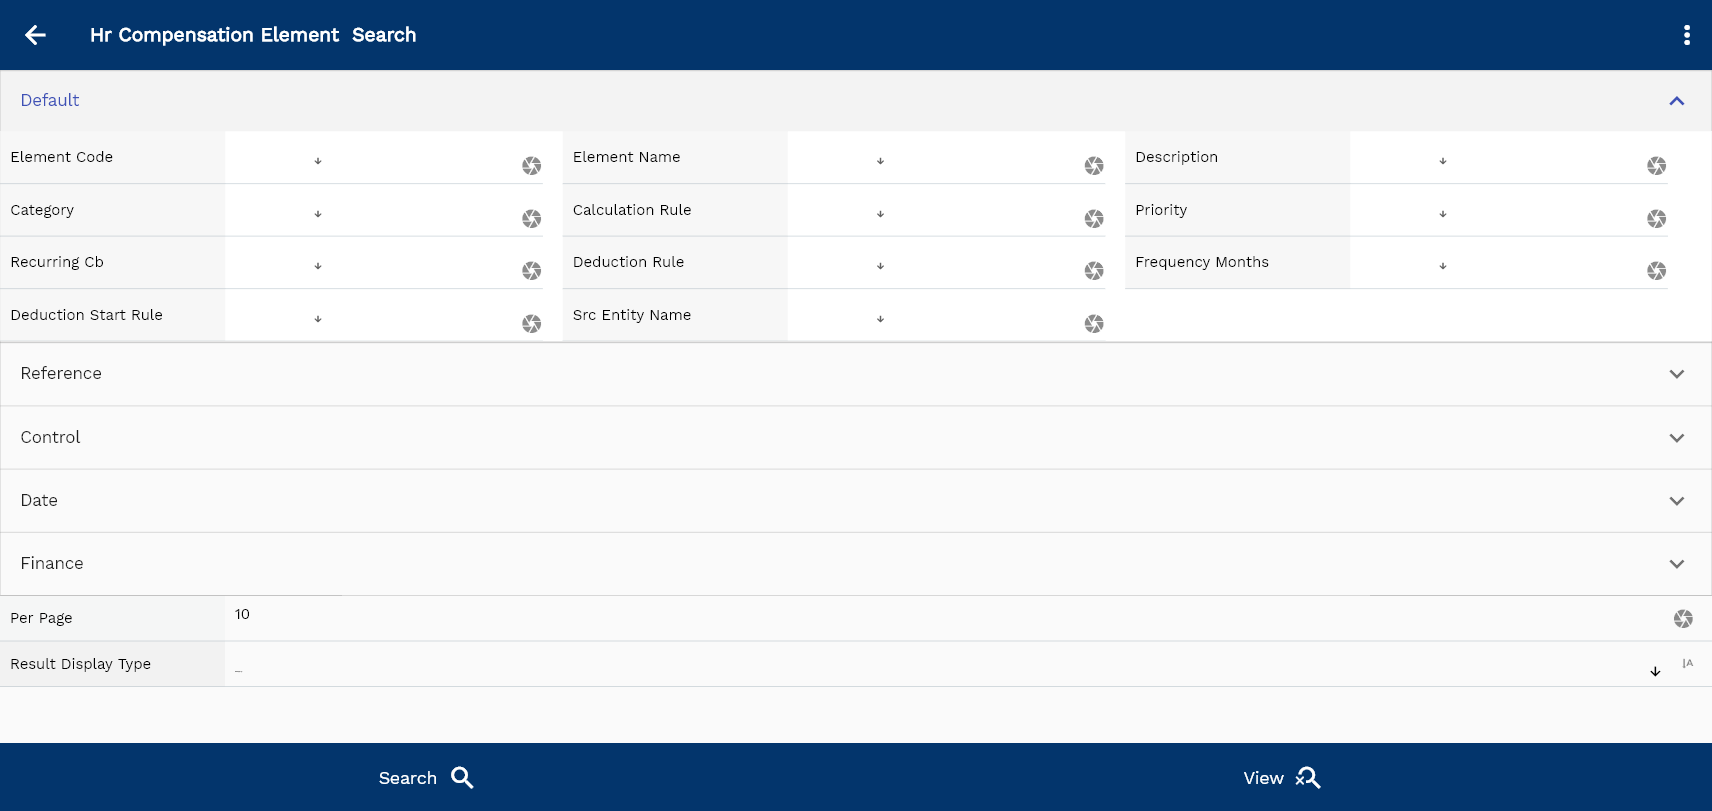 Hr Compensation Element  Search
Default
Element Code
Element Name
Description
Category
Calculation Rule
Priority
Recurring Cb
Deduction Rule
Frequency Months
Deduction Start Rule
Src Entity Name
Reference
Control
Date
Finance
Per Page
10
Result Display Type
Search
View